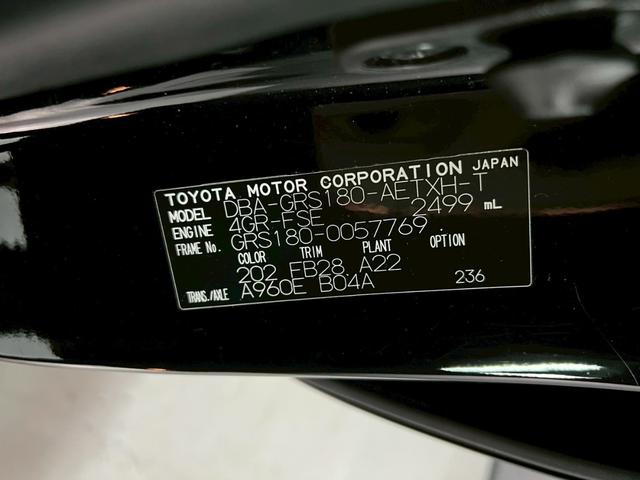 TOYOTA MOTOR CORPORATION JAPAN
MODEL DBA-GRS180-AETXH-T
ENGINE 4GR-FSE 2499 mL
FRAME No. GRS180-0057769
COLOR TRIM PLANT OPTION
202 FB28 A22
TRANS./AXLE A960E B04A 236